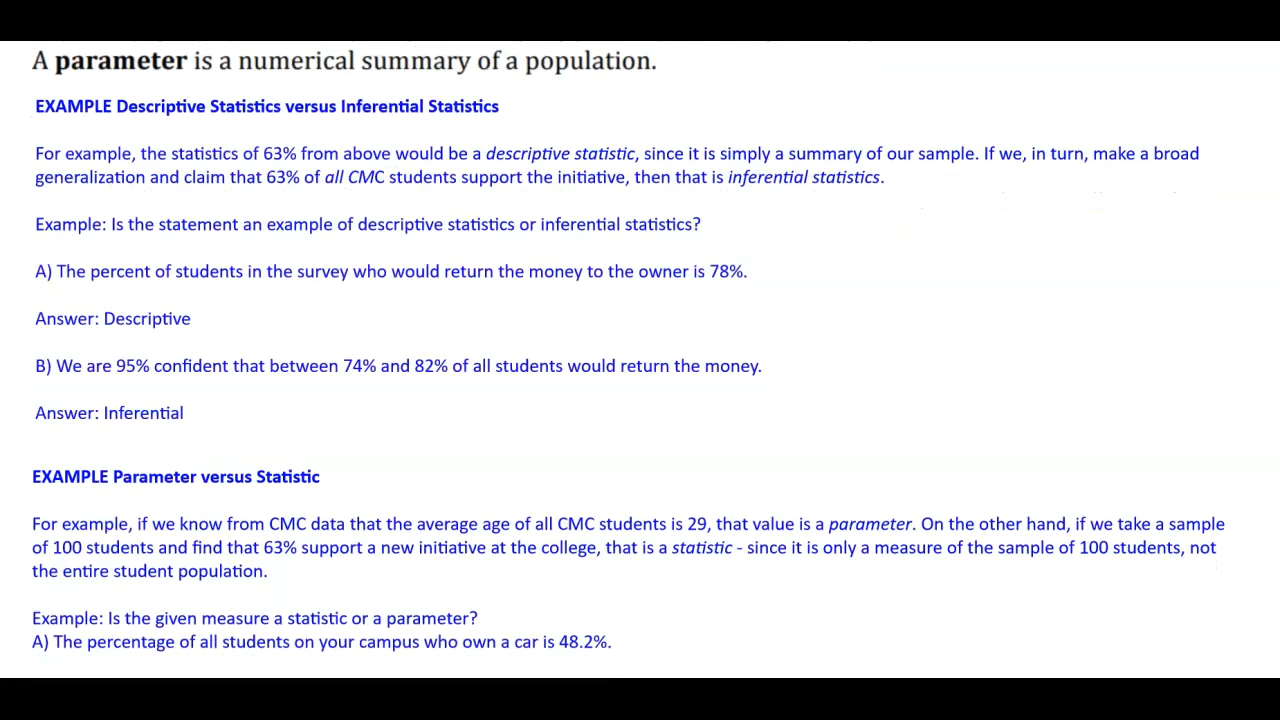 A parameter is a numerical summary of a population.
EXAMPLE Descriptive Statistics versus Inferential Statistics
For example, the statistics of 63% from above would be a descriptive statistic, since it is simply a summary of our sample. If we, in turn, make a broad
generalization and claim that 63% of all CMC students support the initiative, then that is inferential statistics.
Example: Is the statement an example of descriptive statistics or inferential statistics?
A) The percent of students in the survey who would return the money to the owner is 78%.
Answer: Descriptive
B) We are 95% confident that between 74% and 82% of all students would return the money.
Answer: Inferential
EXAMPLE Parameter versus Statistic
For example, if we know from CMC data that the average age of all CMC students is 29, that value is a parameter. On the other hand, if we take a sample
of 100 students and find that 63% support a new initiative at the college, that is a statistic - since it is only a measure of the sample of 100 students, not
the entire student population.
Example: Is the given measure a statistic or a parameter?
A) The percentage of all students on your campus who own a car is 48.2%.